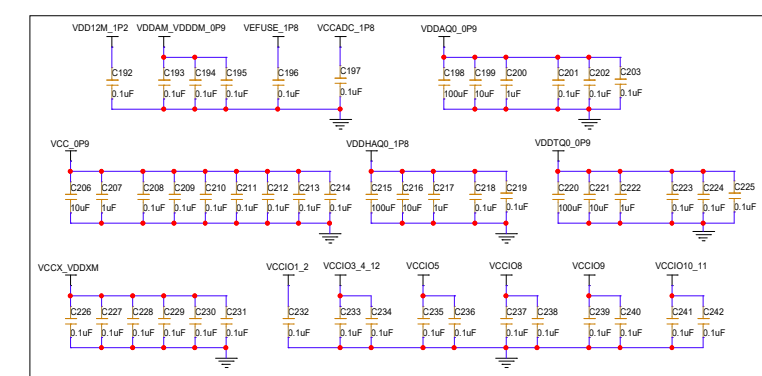 VDD12M_1P2 VDDAM_VDDDM_0P9 VEFUSE_1P8 VCCADC_1P8 VDDAQ0_0P9
C192 C193 C194 C195 C196 C197 C198 C199 C200 C201 C202 C203
0.1uF 0.1uF 0.1uF 0.1uF 0.1uF 0.1uF 100uF 10uF 1uF 0.1uF 0.1uF 0.1uF
VCC_0P9 VDDHAQ0_1P8 VDDTQ0_0P9
C206 C207 C208 C209 C210 C211 C212 C213 C214 C215 C216 C217 C218 C219 C220 C221 C222 C223 C224 C225
10uF 1uF 0.1uF 0.1uF 0.1uF 0.1uF 0.1uF 0.1uF 0.1uF 100uF 10uF 1uF 0.1uF 0.1uF 100uF 10uF 1uF 0.1uF 0.1uF 0.1uF
VCCX_VDDXM VCCIO1_2 VCCIO3_4_12 VCCIO5 VCCIO8 VCCIO9 VCCIO10_11
C226 C227 C228 C229 C230 C231 C232 C233 C234 C235 C236 C237 C238 C239 C240 C241 C242
0.1uF 0.1uF 0.1uF 0.1uF 0.1uF 0.1uF 0.1uF 0.1uF 0.1uF 0.1uF 0.1uF 0.1uF 0.1uF 0.1uF 0.1uF 0.1uF 0.1uF